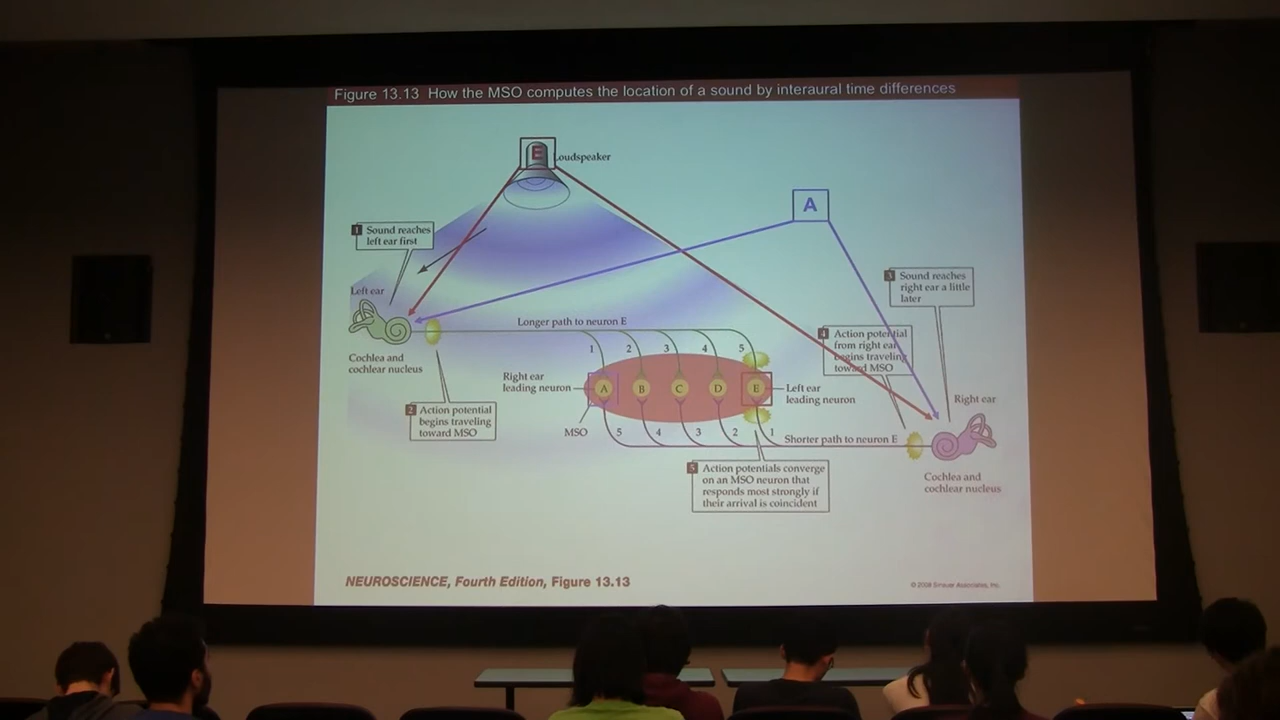 Figure 13.13 How the MSO computes the location of a sound by interaural time differences
E
Loudspeaker
A
1 Sound reaches
left ear first
3 Sound reaches
right ear a little
later
Left ear
Longer path to neuron E
4 Action potential
from right ear
begins traveling
toward MSO
1 2 3 4 5
Cochlea and
cochlear nucleus
Right ear
leading neuron
A B C D E
Left ear
leading neuron
Right ear
2 Action potential
begins traveling
toward MSO
MSO
5 4 3 2 1
Shorter path to neuron E
5 Action potentials converge
on an MSO neuron that
responds most strongly if
their arrival is coincident
Cochlea and
cochlear nucleus
NEUROSCIENCE, Fourth Edition, Figure 13.13
© 2008 Sinauer Associates, Inc.